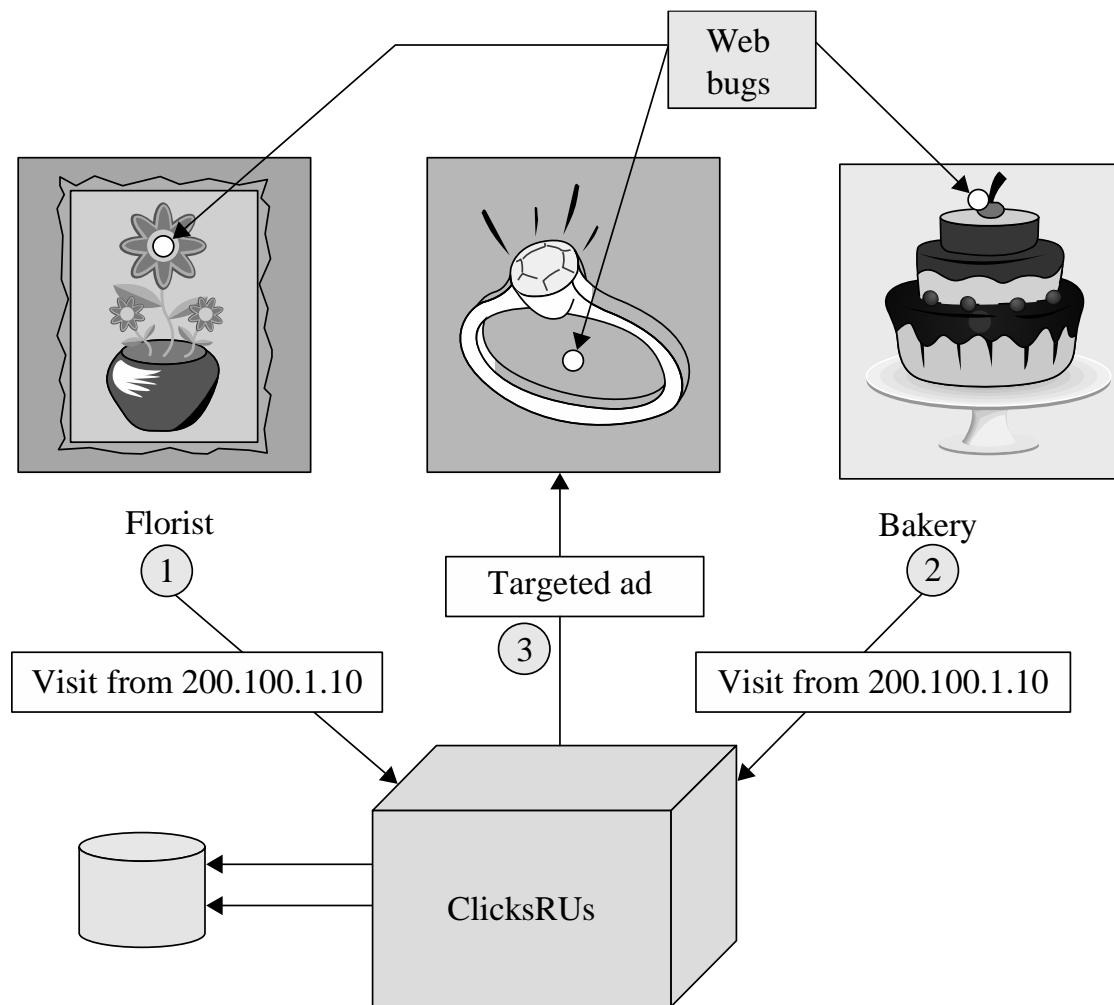 Web
bugs
Florist
Bakery
1
2
Targeted ad
3
Visit from 200.100.1.10
Visit from 200.100.1.10
ClicksRUs